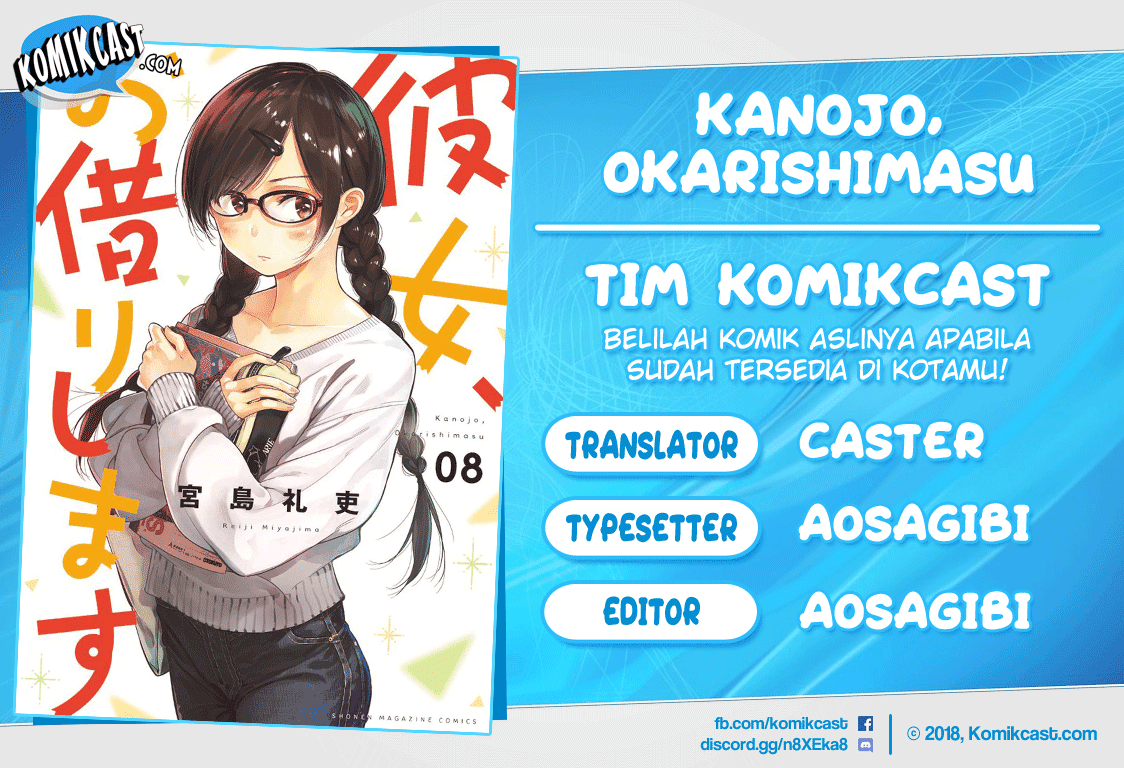 KOMIKCAST
.COM
彼女、
お借りします
Kanojo,
Okarishimasu
08
宮島礼吏
Reiji Miyajima
SHONEN MAGAZINE COMICS
KANOJO,
OKARISHIMASU
TIM KOMIKCAST
BELILAH KOMIK ASLINYA APABILA
SUDAH TERSEDIA DI KOTAMU!
TRANSLATOR CASTER
TYPESETTER AOSAGIBI
EDITOR AOSAGIBI
fb.com/komikcast
discord.gg/n8XEka8
© 2018, Komikcast.com